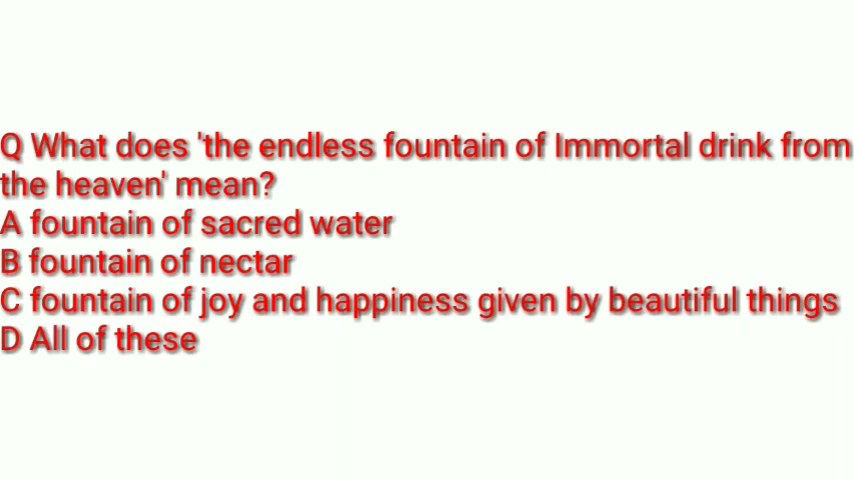 Q What does 'the endless fountain of Immortal drink from
the heaven' mean?
A fountain of sacred water
B fountain of nectar
C fountain of joy and happiness given by beautiful things
D All of these